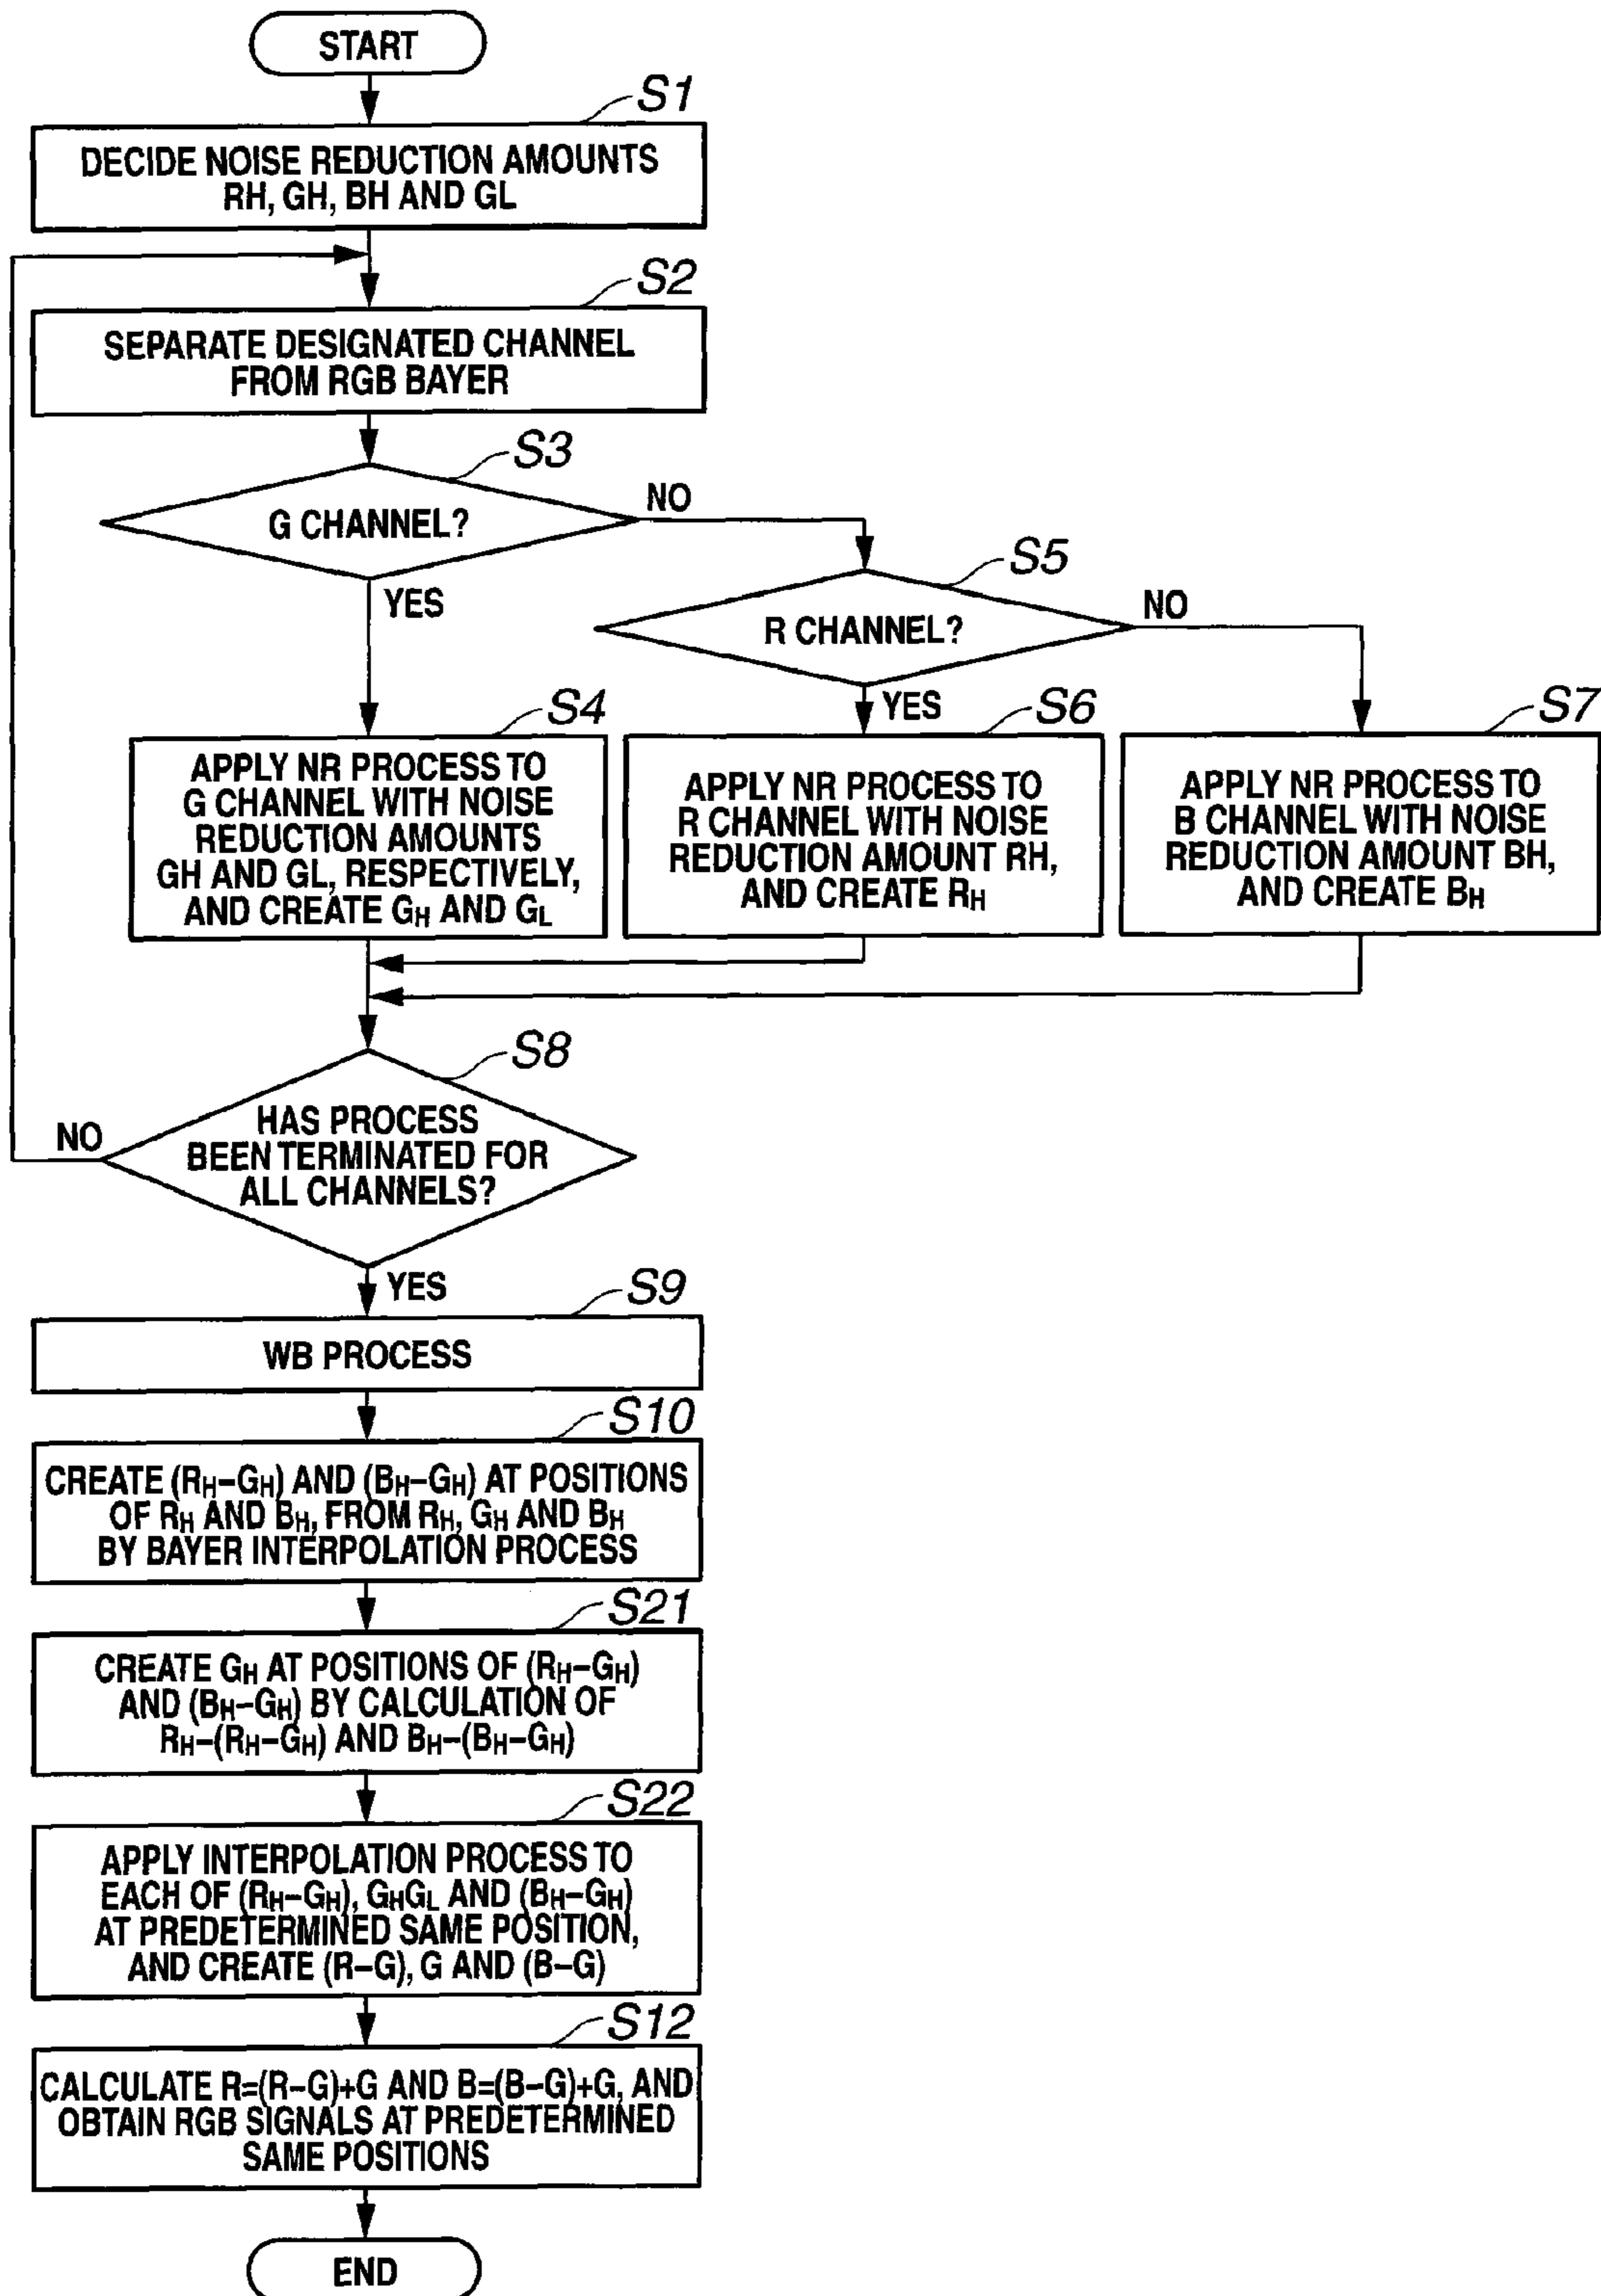 START
S1
DECIDE NOISE REDUCTION AMOUNTS
RH, GH, BH AND GL
S2
SEPARATE DESIGNATED CHANNEL
FROM RGB BAYER
S3
G CHANNEL?
NO
YES
S5
R CHANNEL?
NO
YES
S4
APPLY NR PROCESS TO
G CHANNEL WITH NOISE
REDUCTION AMOUNTS
GH AND GL, RESPECTIVELY,
AND CREATE GH AND GL
S6
APPLY NR PROCESS TO
R CHANNEL WITH NOISE
REDUCTION AMOUNT RH,
AND CREATE RH
S7
APPLY NR PROCESS TO
B CHANNEL WITH NOISE
REDUCTION AMOUNT BH,
AND CREATE BH
S8
HAS PROCESS
BEEN TERMINATED FOR
ALL CHANNELS?
NO
YES
S9
WB PROCESS
S10
CREATE (RH–GH) AND (BH–GH) AT POSITIONS
OF RH AND BH, FROM RH, GH AND BH
BY BAYER INTERPOLATION PROCESS
S21
CREATE GH AT POSITIONS OF (RH–GH)
AND (BH–GH) BY CALCULATION OF
RH–(RH–GH) AND BH–(BH–GH)
S22
APPLY INTERPOLATION PROCESS TO
EACH OF (RH–GH), GHGL AND (BH–GH)
AT PREDETERMINED SAME POSITION,
AND CREATE (R–G), G AND (B–G)
S12
CALCULATE R=(R–G)+G AND B=(B–G)+G, AND
OBTAIN RGB SIGNALS AT PREDETERMINED
SAME POSITIONS
END